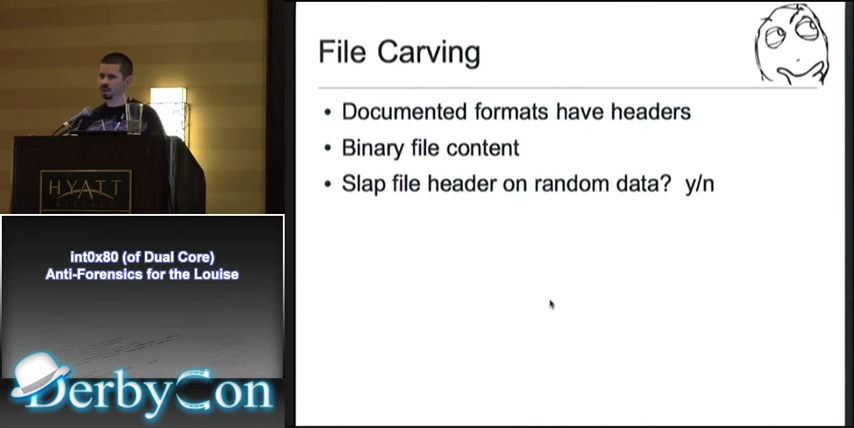 File Carving
• Documented formats have headers
• Binary file content
• Slap file header on random data? y/n
HYATT
int0x80 (of Dual Core)
Anti-Forensics for the Louise
DerbyCon